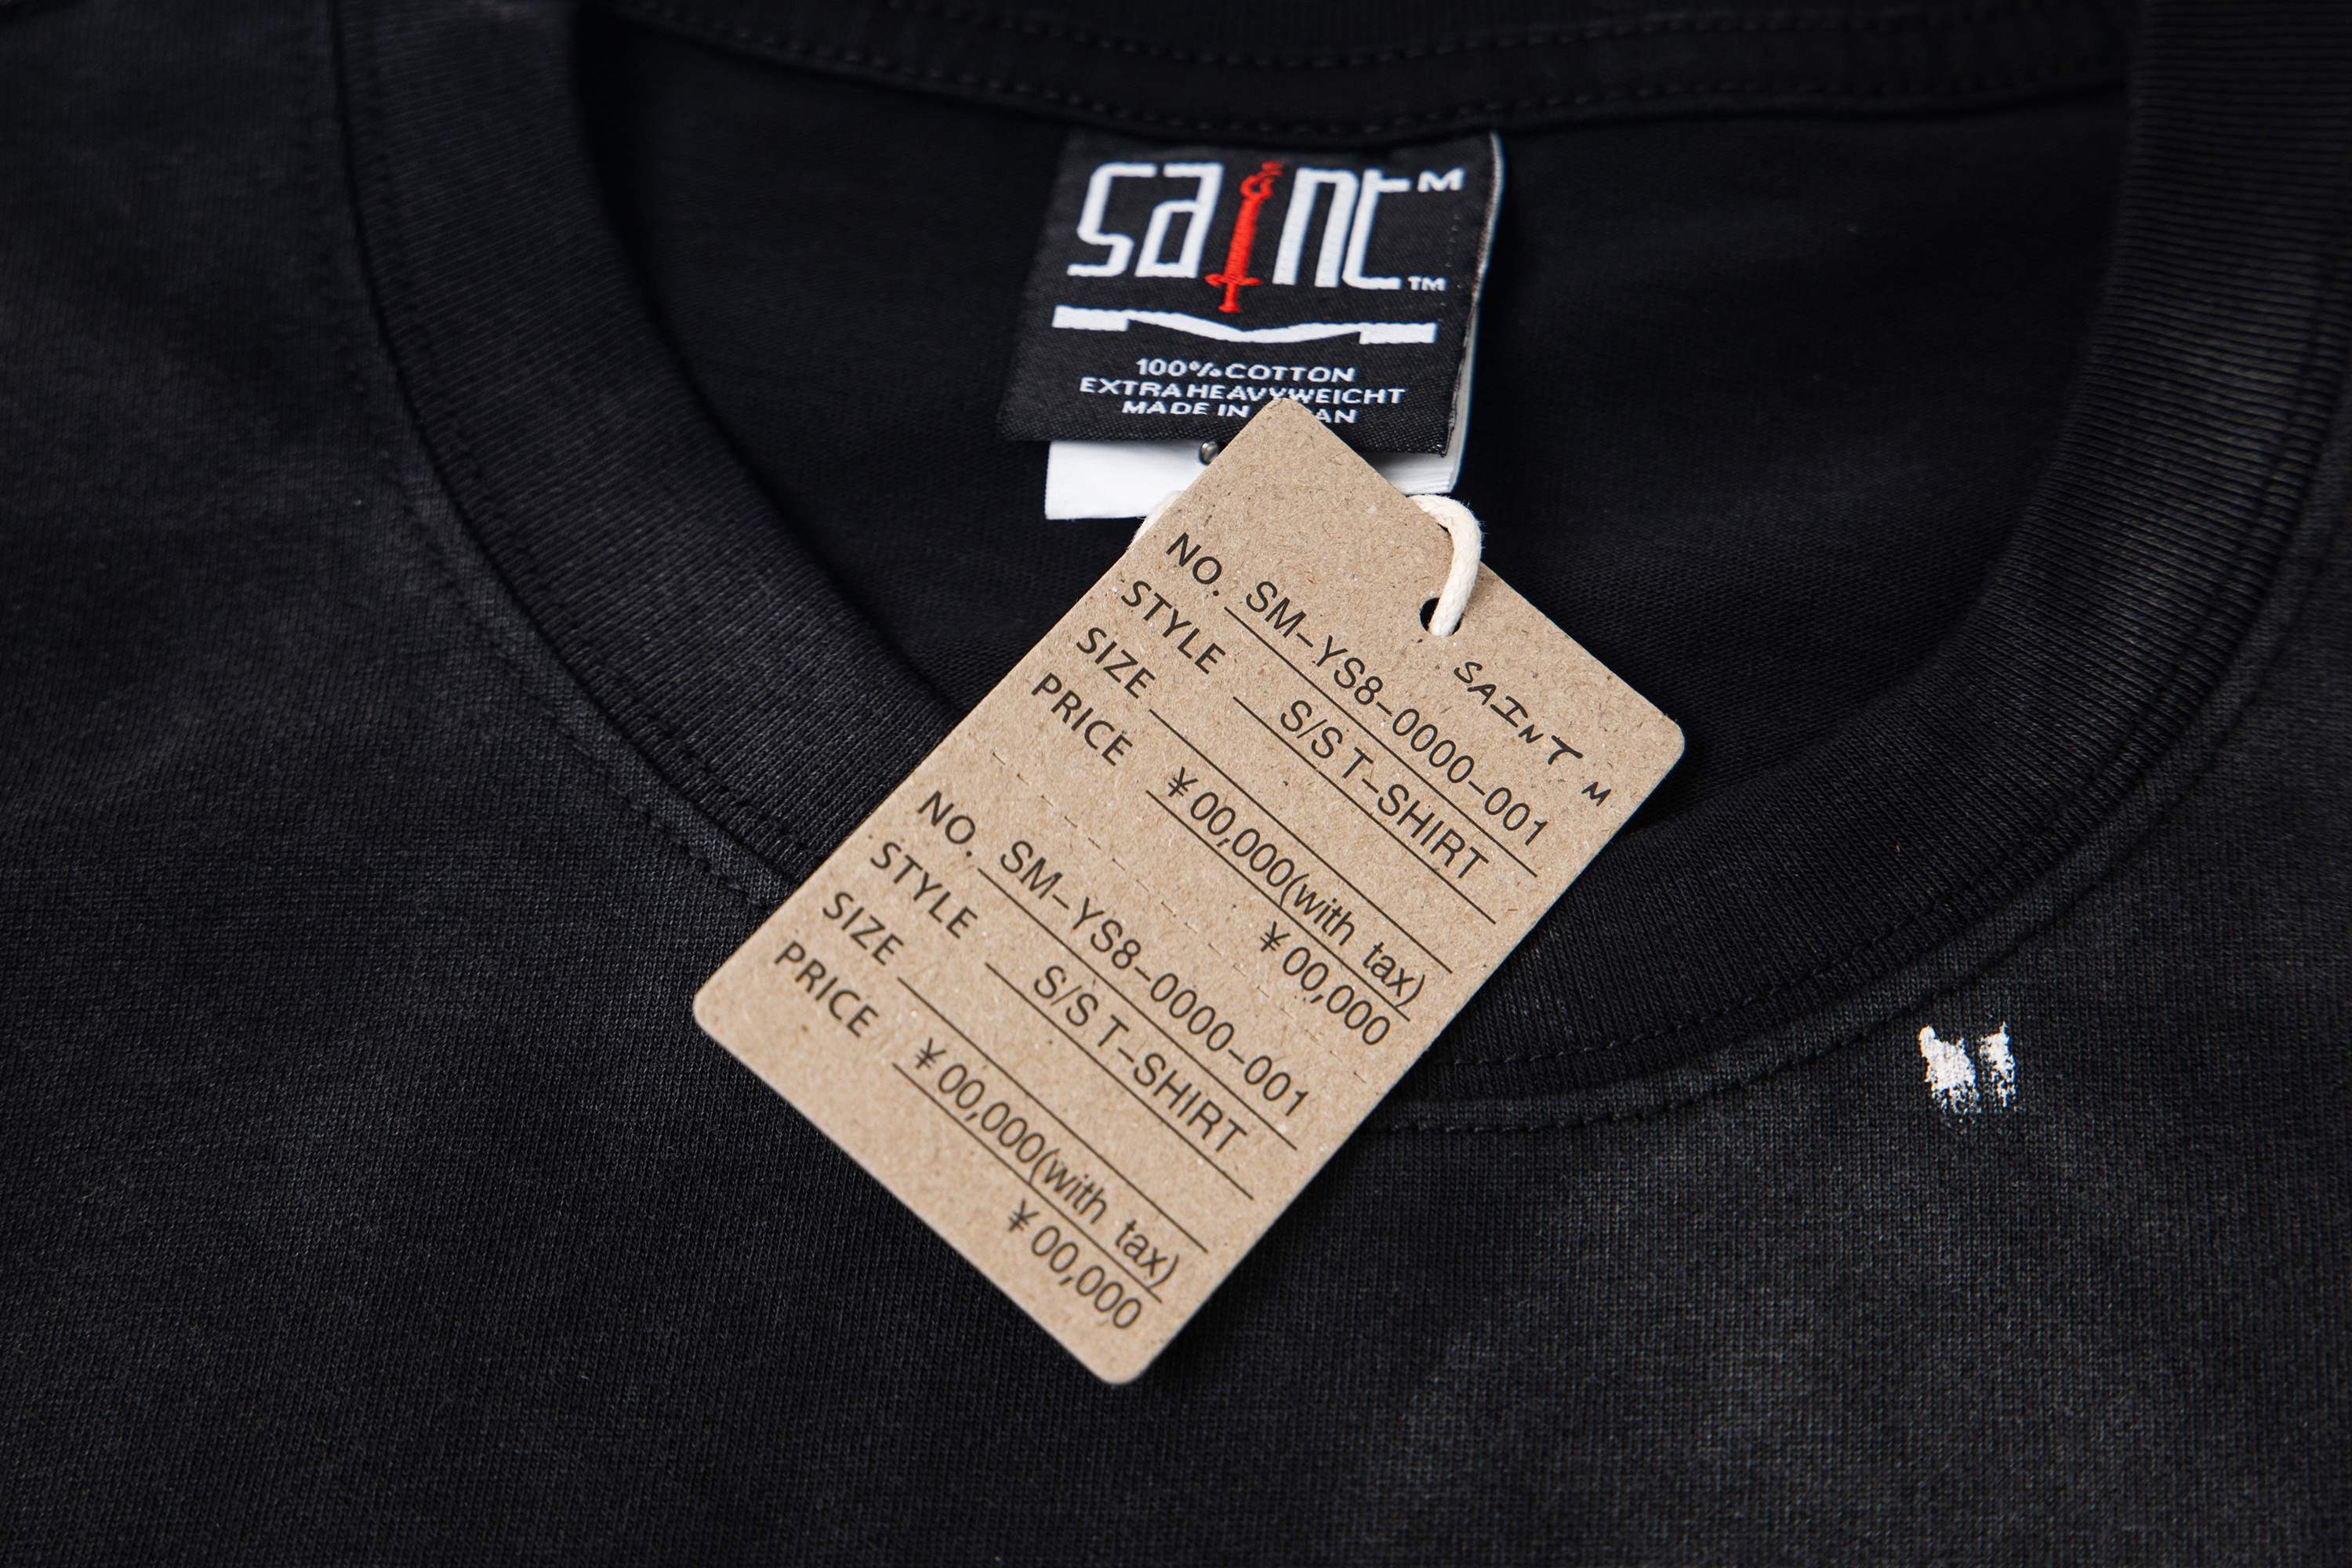 saint M
TM
100% COTTON
EXTRA HEAVYWEIGHT
MADE IN
SAINT M
NO. SM-YS8-0000-001
STYLE S/S T-SHIRT
SIZE
PRICE ¥00,000(with tax)
¥00,000
NO. SM-YS8-0000-001
STYLE S/S T-SHIRT
SIZE
PRICE ¥00,000(with tax)
¥00,000